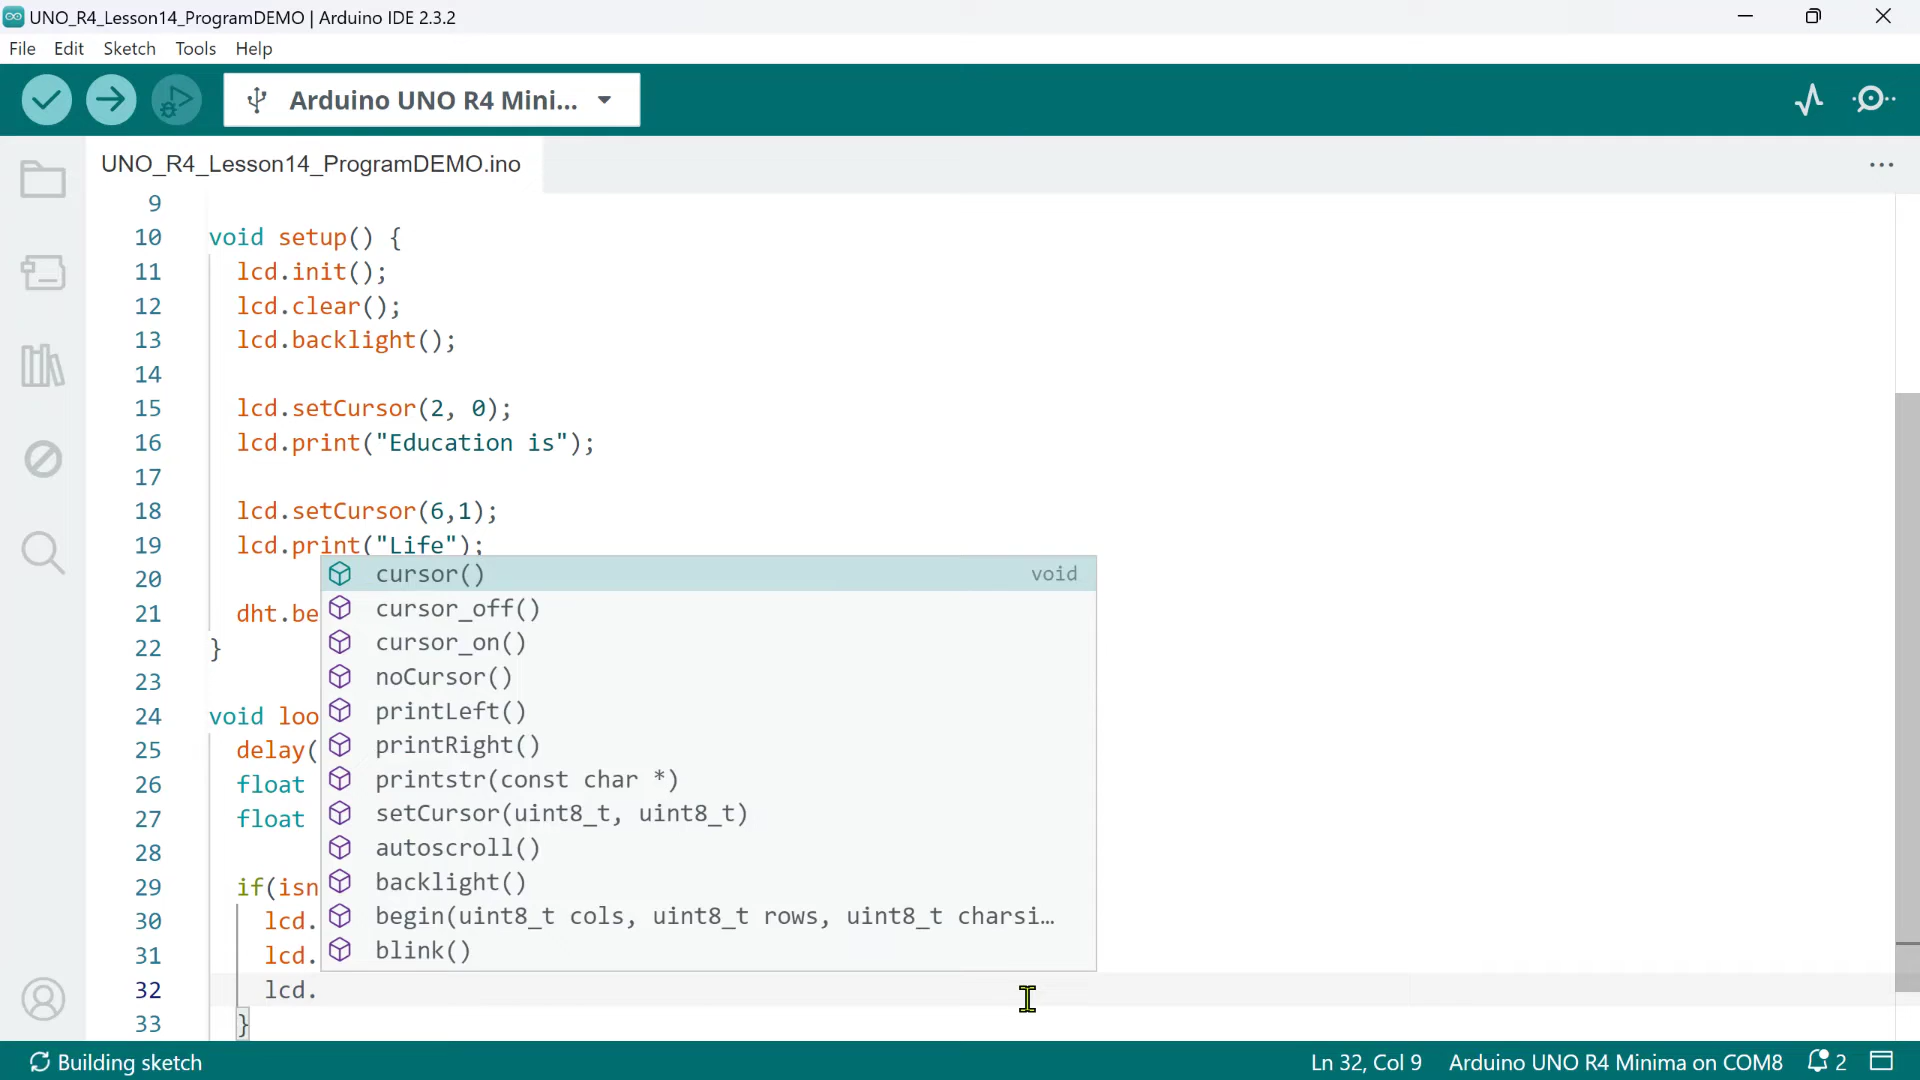 UNO_R4_Lesson14_ProgramDEMO | Arduino IDE 2.3.2
File Edit Sketch Tools Help
Arduino UNO R4 Mini...
UNO_R4_Lesson14_ProgramDEMO.ino
9
10 void setup() {
11 lcd.init();
12 lcd.clear();
13 lcd.backlight();
14
15 lcd.setCursor(2, 0);
16 lcd.print("Education is");
17
18 lcd.setCursor(6,1);
19 lcd.print("Life");
cursor() void
20
cursor_off()
21 dht.be
cursor_on()
22 }
noCursor()
23
printLeft()
24 void loo
printRight()
25 delay(
printstr(const char *)
26 float
setCursor(uint8_t, uint8_t)
27 float
autoscroll()
28
backlight()
29 if(isn
begin(uint8_t cols, uint8_t rows, uint8_t charsi...
30 lcd.
blink()
31 lcd.
32 lcd.
33 }
Building sketch Ln 32, Col 9 Arduino UNO R4 Minima on COM8 2